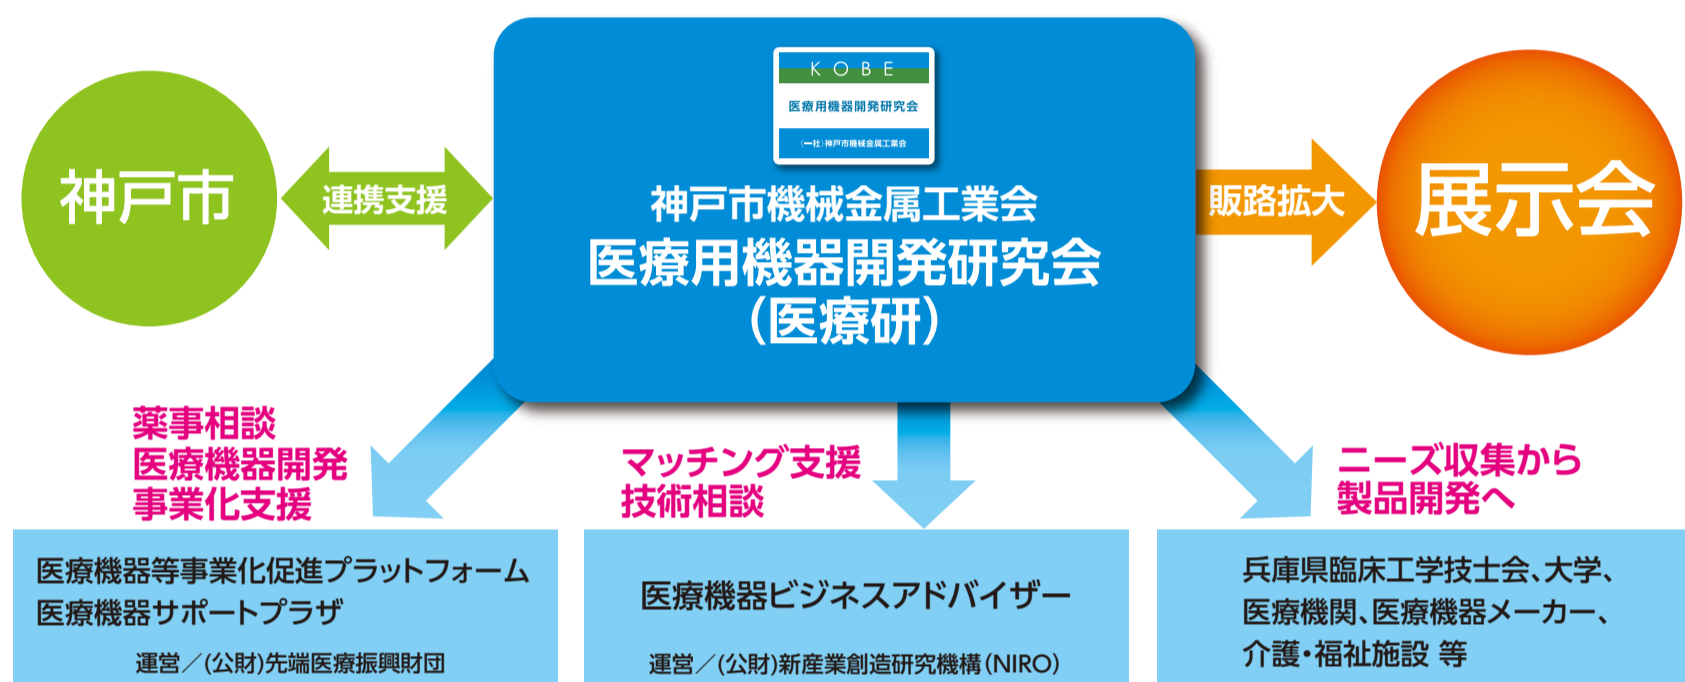 KOBE
医療用機器開発研究会
(一社)神戸市機械金属工業会
神戸市
連携支援
神戸市機械金属工業会
医療用機器開発研究会
(医療研)
販路拡大
展示会
薬事相談
医療機器開発
事業化支援
マッチング支援
技術相談
ニーズ収集から
製品開発へ
医療機器等事業化促進プラットフォーム
医療機器サポートプラザ
運営／(公財)先端医療振興財団
医療機器ビジネスアドバイザー
運営／(公財)新産業創造研究機構(NIRO)
兵庫県臨床工学技士会、大学、
医療機関、医療機器メーカー、
介護・福祉施設 等